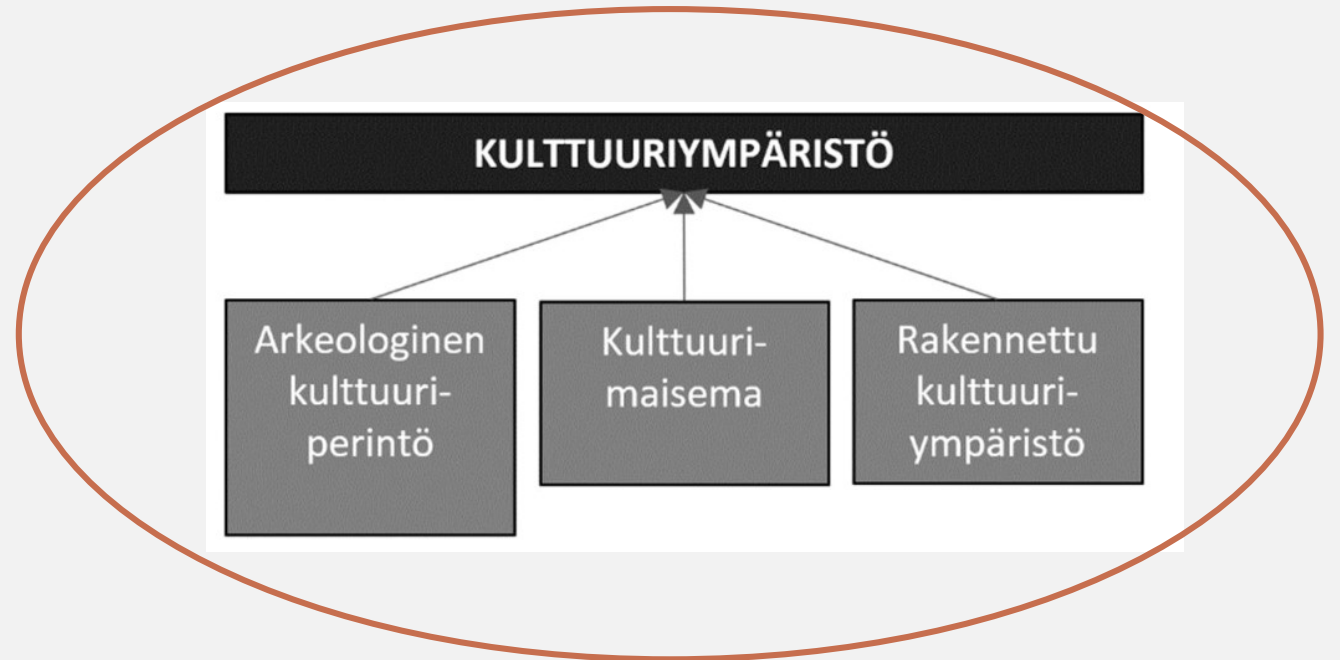 KULTTUURIYMPÄRISTÖ
Arkeologinen
kulttuuri-
perintö
Kulttuuri-
maisema
Rakennettu
kulttuuri-
ympäristö